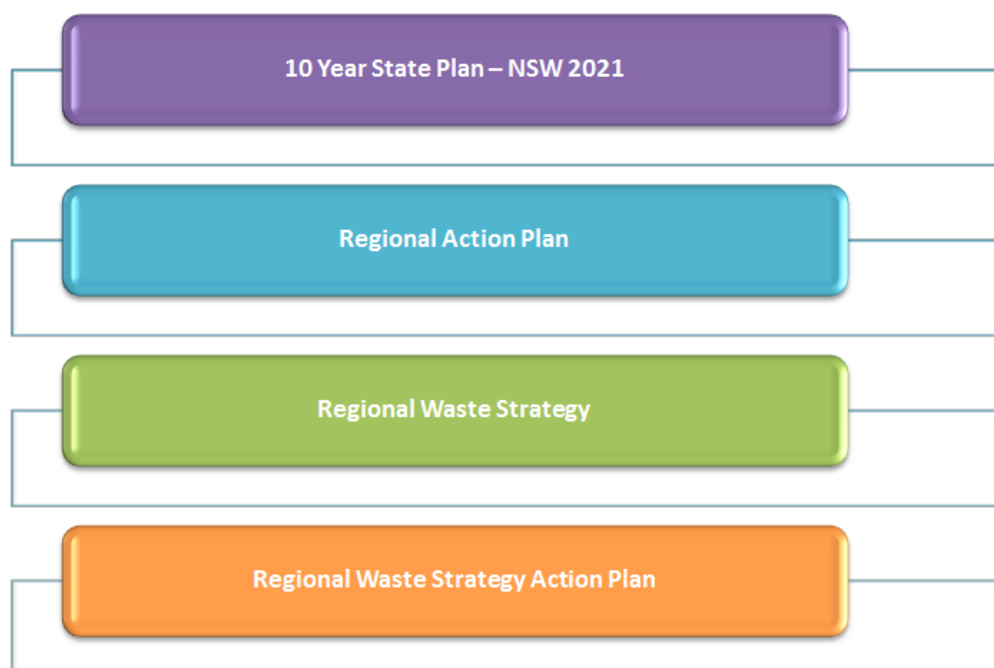 10 Year State Plan – NSW 2021
Regional Action Plan
Regional Waste Strategy
Regional Waste Strategy Action Plan